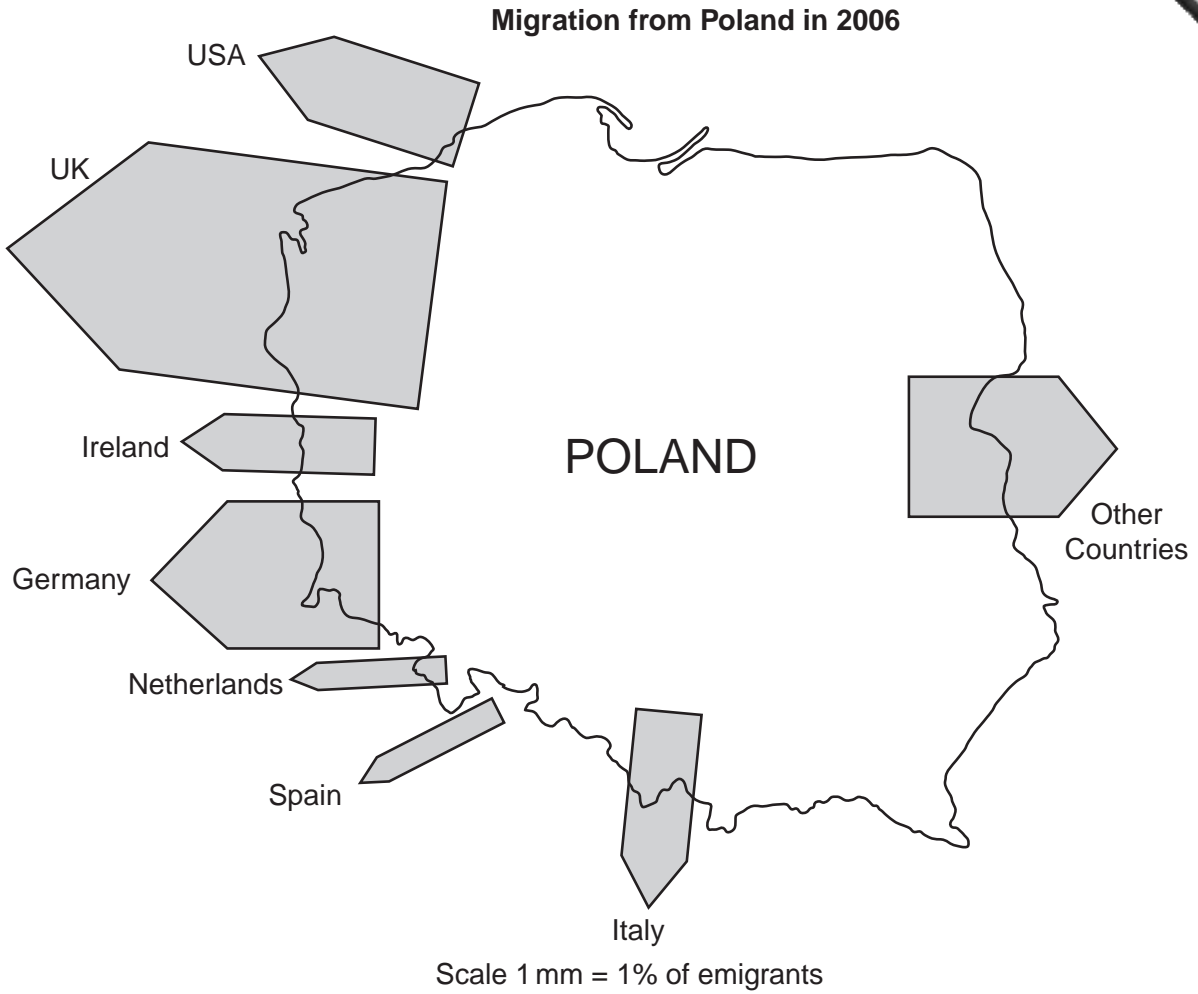 Migration from Poland in 2006
USA
UK
Ireland
POLAND
Other
Countries
Germany
Netherlands
Spain
Italy
Scale 1 mm = 1% of emigrants